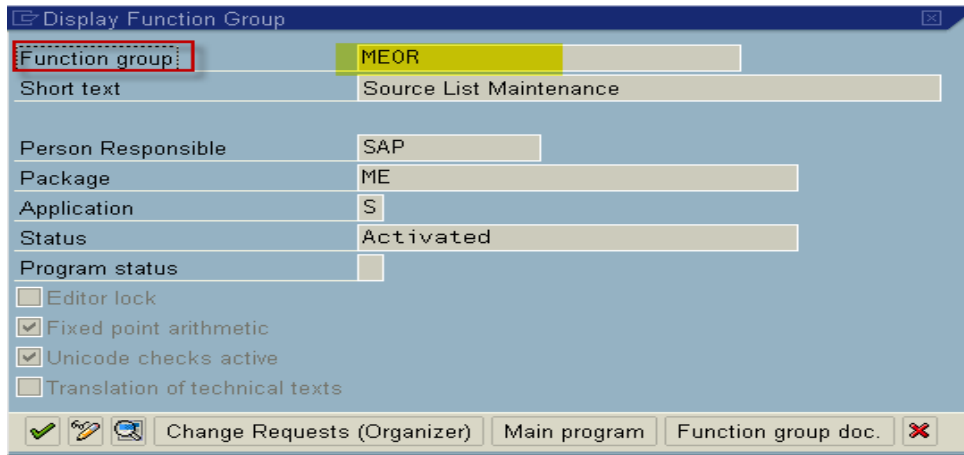 Display Function Group
Function group MEOR
Short text Source List Maintenance
Person Responsible SAP
Package ME
Application S
Status Activated
Program status
Editor lock
Fixed point arithmetic
Unicode checks active
Translation of technical texts
Change Requests (Organizer) Main program Function group doc.